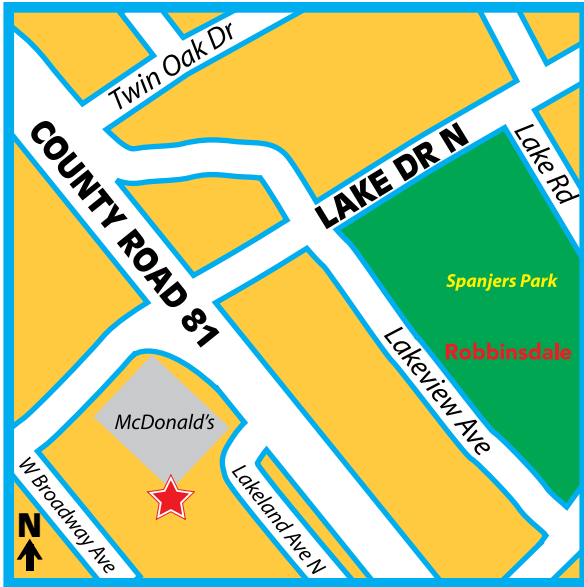 Twin Oak Dr
COUNTY ROAD 81
LAKE DR N
Lake Rd
Spanjers Park
Robbinsdale
Lakeview Ave
McDonald's
W Broadway Ave
Lakeland Ave N
N